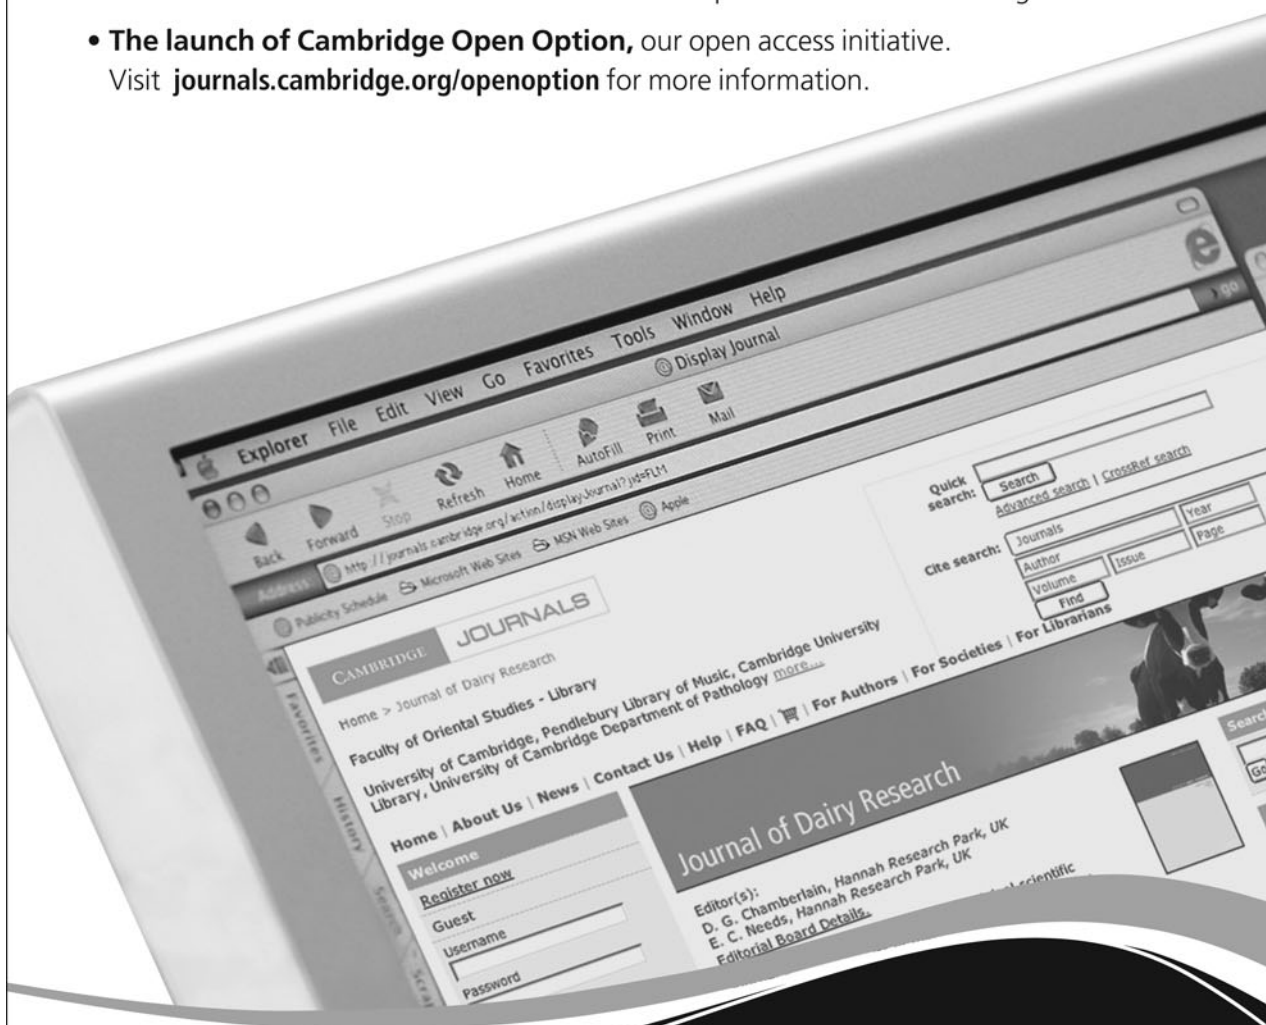 • The launch of Cambridge Open Option, our open access initiative.
Visit journals.cambridge.org/openoption for more information.
Explorer File Edit View Go Favorites Tools Window Help
Display Journal
Back Forward Stop Refresh Home AutoFill Print Mail
Address http://journals.cambridge.org/action/displayJournal?jid=FLM
go
Publicity Schedule Microsoft Web Sites MSN Web Sites Apple
Favorites
History
Search
Scrap
CAMBRIDGE JOURNALS
Quick search:
Search
Advanced search | CrossRef search
Cite search:
Journals Year
Author
Volume Issue Page
Find
Home > Journal of Dairy Research
Faculty of Oriental Studies - Library
University of Cambridge, Pendlebury Library of Music, Cambridge University
Library, University of Cambridge Department of Pathology more....
Home | About Us | News | Contact Us | Help | FAQ | | For Authors | For Societies | For Librarians
Welcome
Register now
Guest
Username
Password
Journal of Dairy Research
Editor(s):
D. G. Chamberlain, Hannah Research Park, UK
E. C. Needs, Hannah Research Park, UK
Editorial Board Details.
scientific
Search
Go